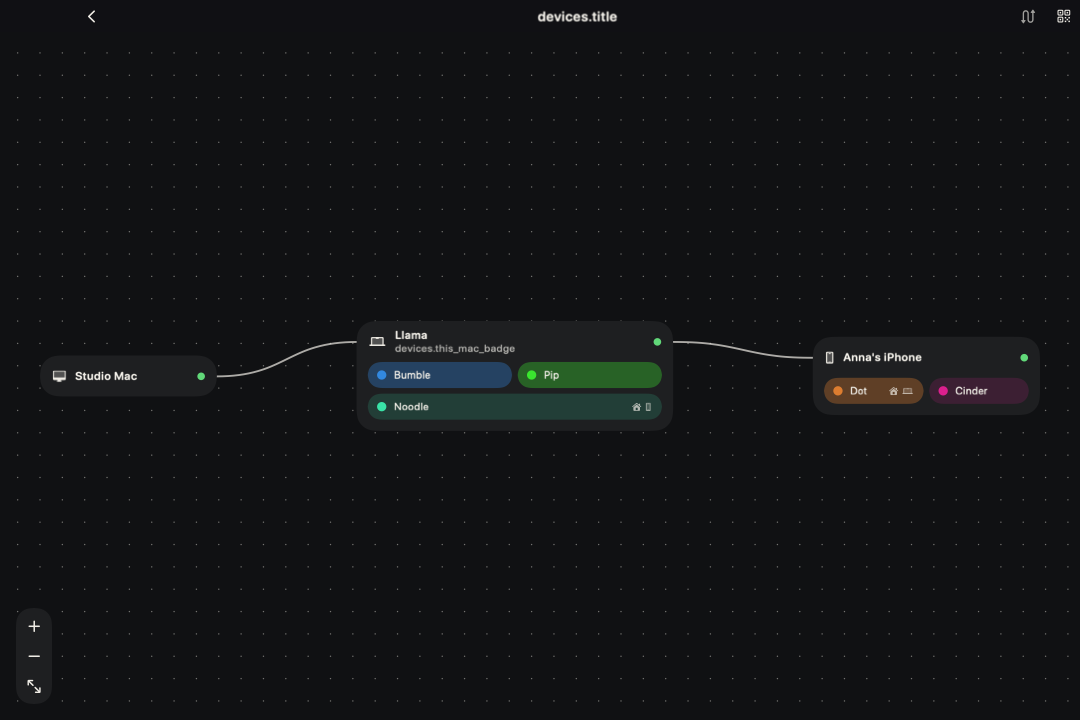 devices.title
Studio Mac
Llama
devices.this_mac_badge
Bumble
Pip
Noodle
Anna's iPhone
Dot
Cinder